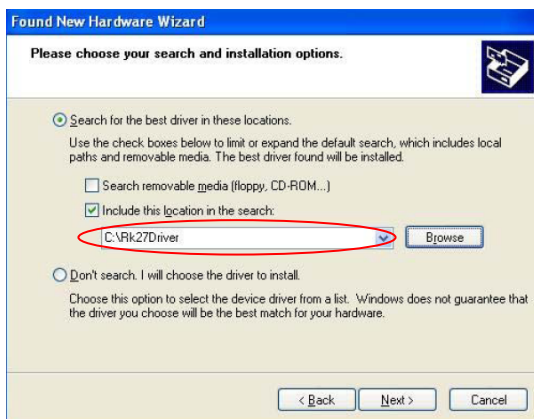 Found New Hardware Wizard
Please choose your search and installation options.
Search for the best driver in these locations.
Use the check boxes below to limit or expand the default search, which includes local
paths and removable media. The best driver found will be installed.
Search removable media (floppy, CD-ROM...)
Include this location in the search:
C:\Rk27Driver
Browse
Don't search. I will choose the driver to install.
Choose this option to select the device driver from a list. Windows does not guarantee that
the driver you choose will be the best match for your hardware.
< Back Next > Cancel